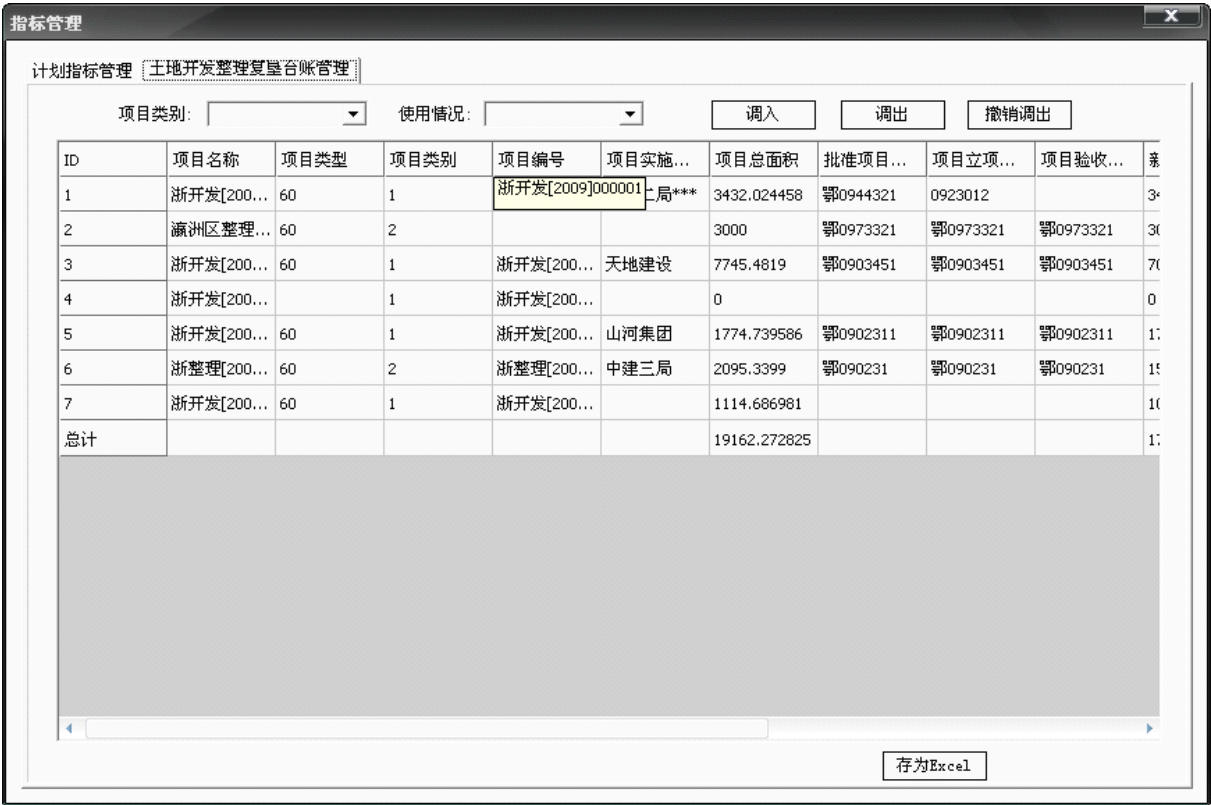 指标管理 X
计划指标管理 土地开发整理复垦台账管理
项目类别: 使用情况: 调入 调出 撤销调出
ID 项目名称 项目类型 项目类别 项目编号 项目实施... 项目总面积 批准项目... 项目立项... 项目验收...
1 浙开发[200... 60 1 浙开发[2009]000001 局*** 3432.024458 鄂0944321 0923012
2 瀛洲区整理... 60 2 3000 鄂0973321 鄂0973321 鄂0973321
3 浙开发[200... 60 1 浙开发[200... 天地建设 7745.4819 鄂0903451 鄂0903451 鄂0903451
4 浙开发[200... 1 浙开发[200... 0 0
5 浙开发[200... 60 1 浙开发[200... 山河集团 1774.739586 鄂0902311 鄂0902311 鄂0902311
6 浙整理[200... 60 2 浙整理[200... 中建三局 2095.3399 鄂090231 鄂090231 鄂090231
7 浙开发[200... 60 1 浙开发[200... 1114.686981
总计 19162.272825
存为Excel